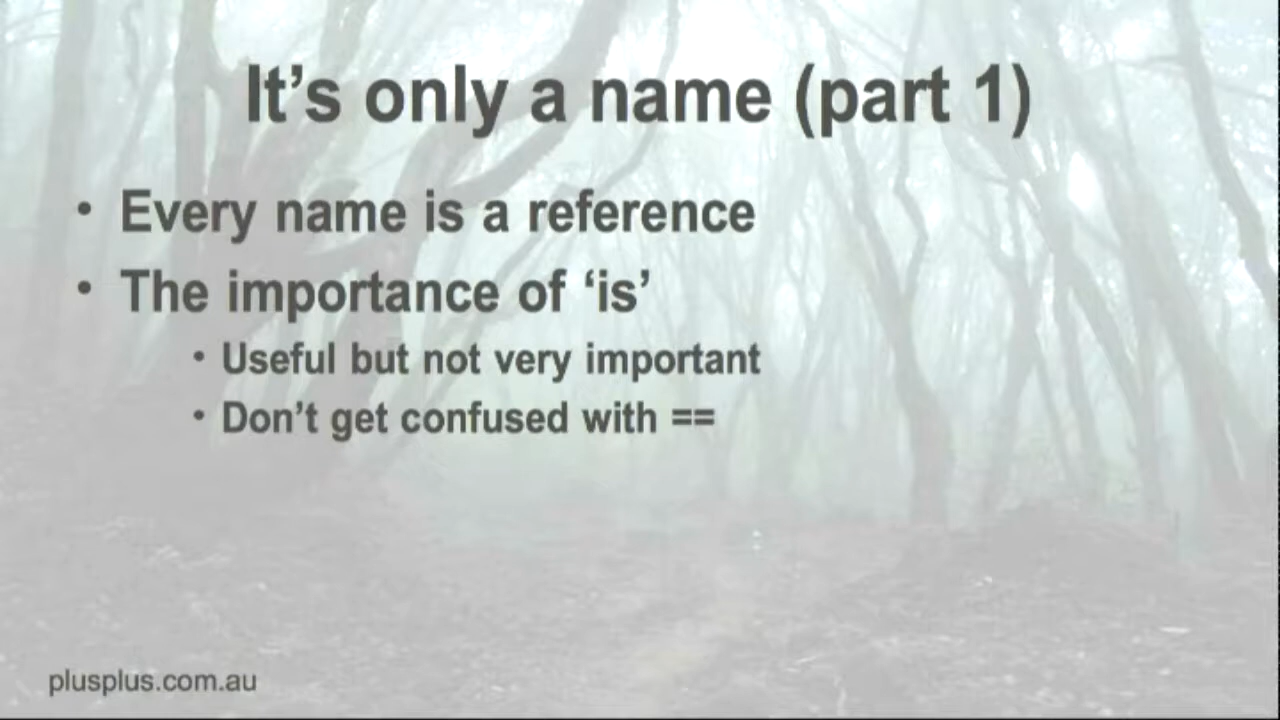 It’s only a name (part 1)
• Every name is a reference
• The importance of ‘is’
• Useful but not very important
• Don’t get confused with ==
plusplus.com.au